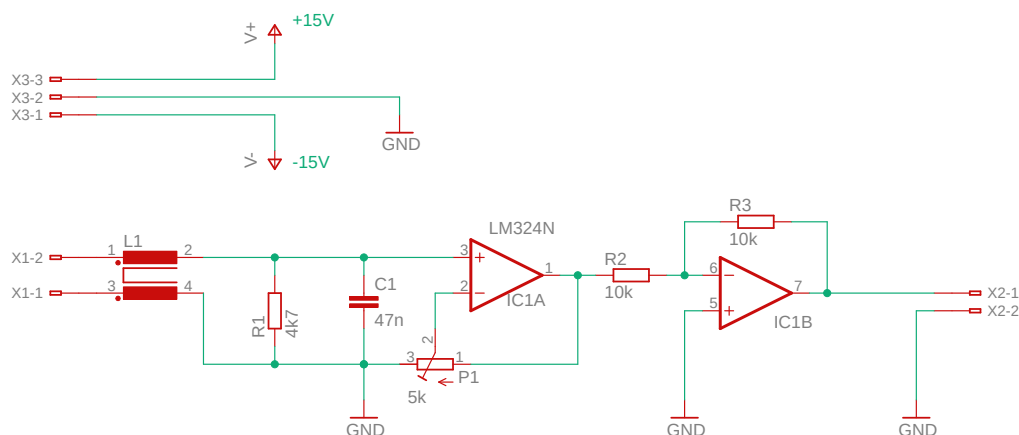 V+
+15V
X3-3
X3-2
X3-1
GND
V-
-15V
LM324N
R3
10k
L1
X1-2
1
2
3
+
1
R2
6
−
7
X1-1
3
4
2
−
IC1A
10k
5
+
IC1B
X2-1
X2-2
R1
4k7
C1
47n
2
3
1
P1
5k
GND
GND
GND